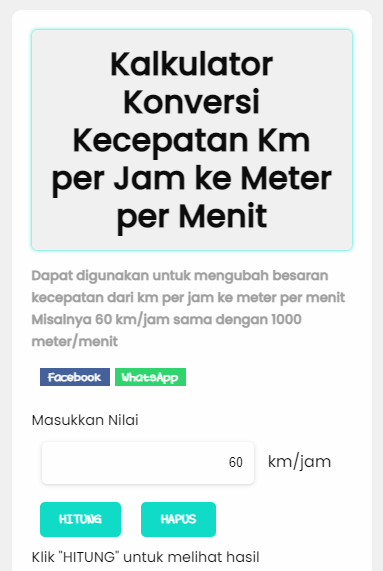 Kalkulator
Konversi
Kecepatan Km
per Jam ke Meter
per Menit
Dapat digunakan untuk mengubah besaran
kecepatan dari km per jam ke meter per menit
Misalnya 60 km/jam sama dengan 1000
meter/menit
Facebook WhatsApp
Masukkan Nilai
60 km/jam
HITUNG HAPUS
Klik "HITUNG" untuk melihat hasil